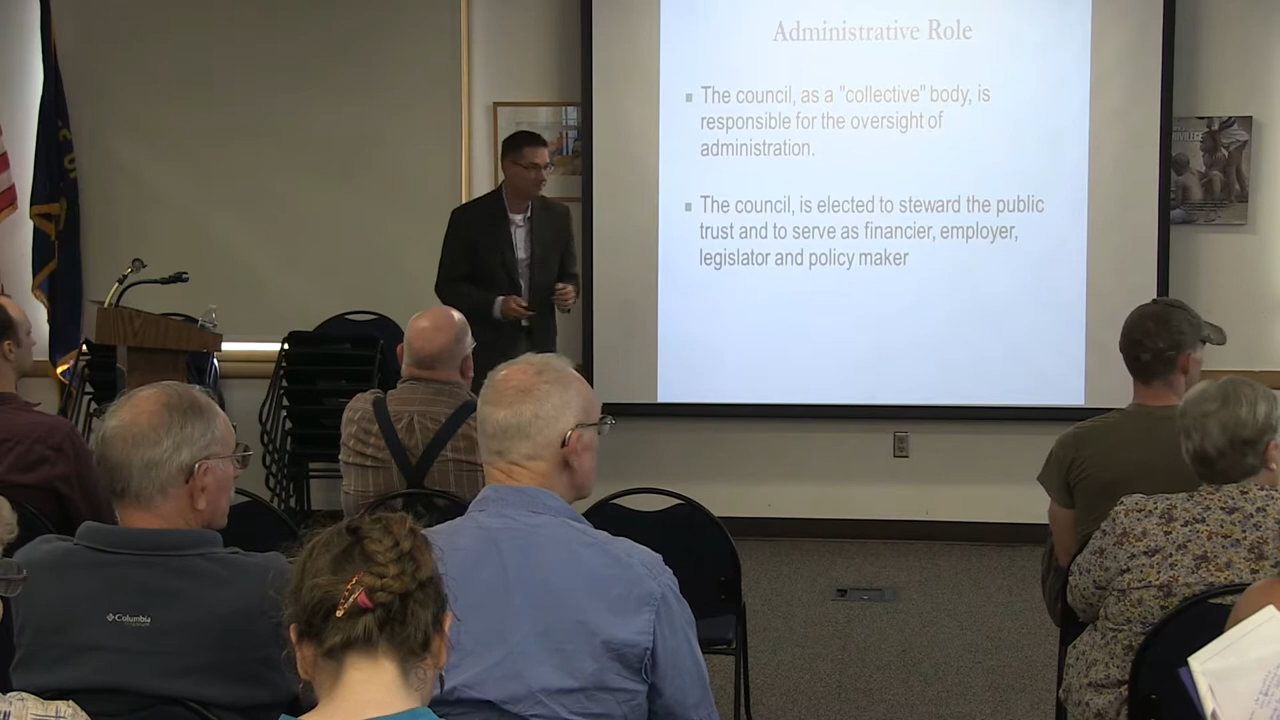 Administrative Role
The council, as a "collective" body, is
responsible for the oversight of
administration.
The council, is elected to steward the public
trust and to serve as financier, employer,
legislator and policy maker
Columbia